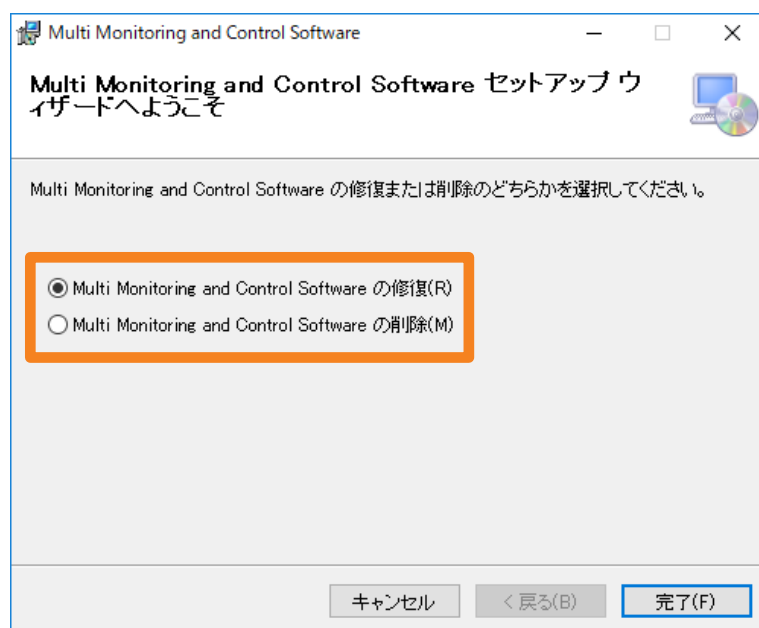 Multi Monitoring and Control Software
Multi Monitoring and Control Software セットアップ ウ
ィザードへようこそ
Multi Monitoring and Control Software の修復または削除のどちらかを選択してください。
Multi Monitoring and Control Software の修復(R)
Multi Monitoring and Control Software の削除(M)
キャンセル
< 戻る(B)
完了(F)